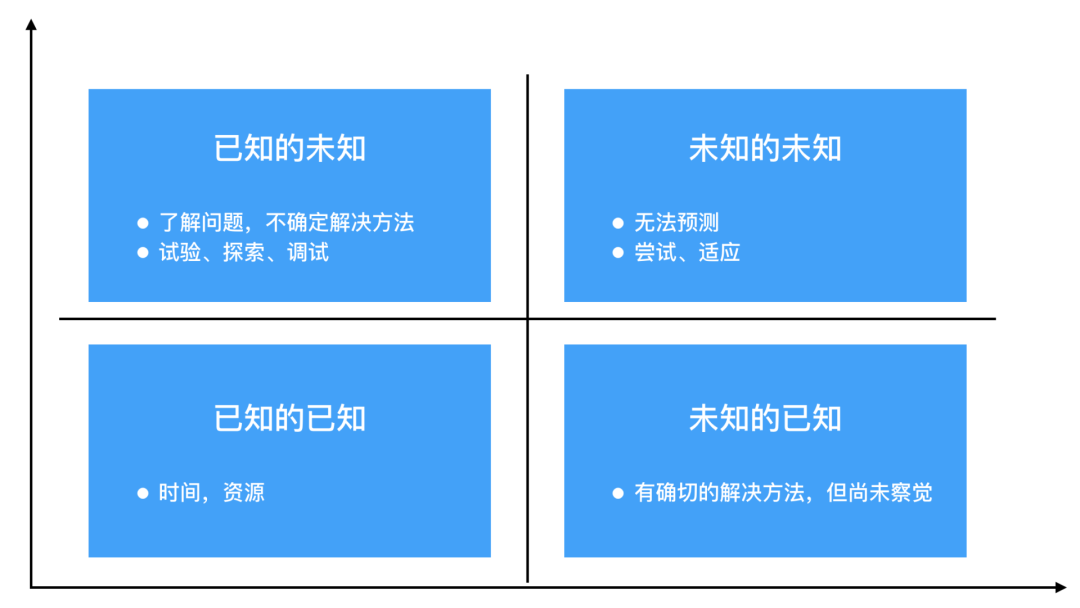 已知的未知
● 了解问题，不确定解决方法
● 试验、探索、调试
未知的未知
● 无法预测
● 尝试、适应
已知的已知
● 时间，资源
未知的已知
● 有确切的解决方法，但尚未察觉